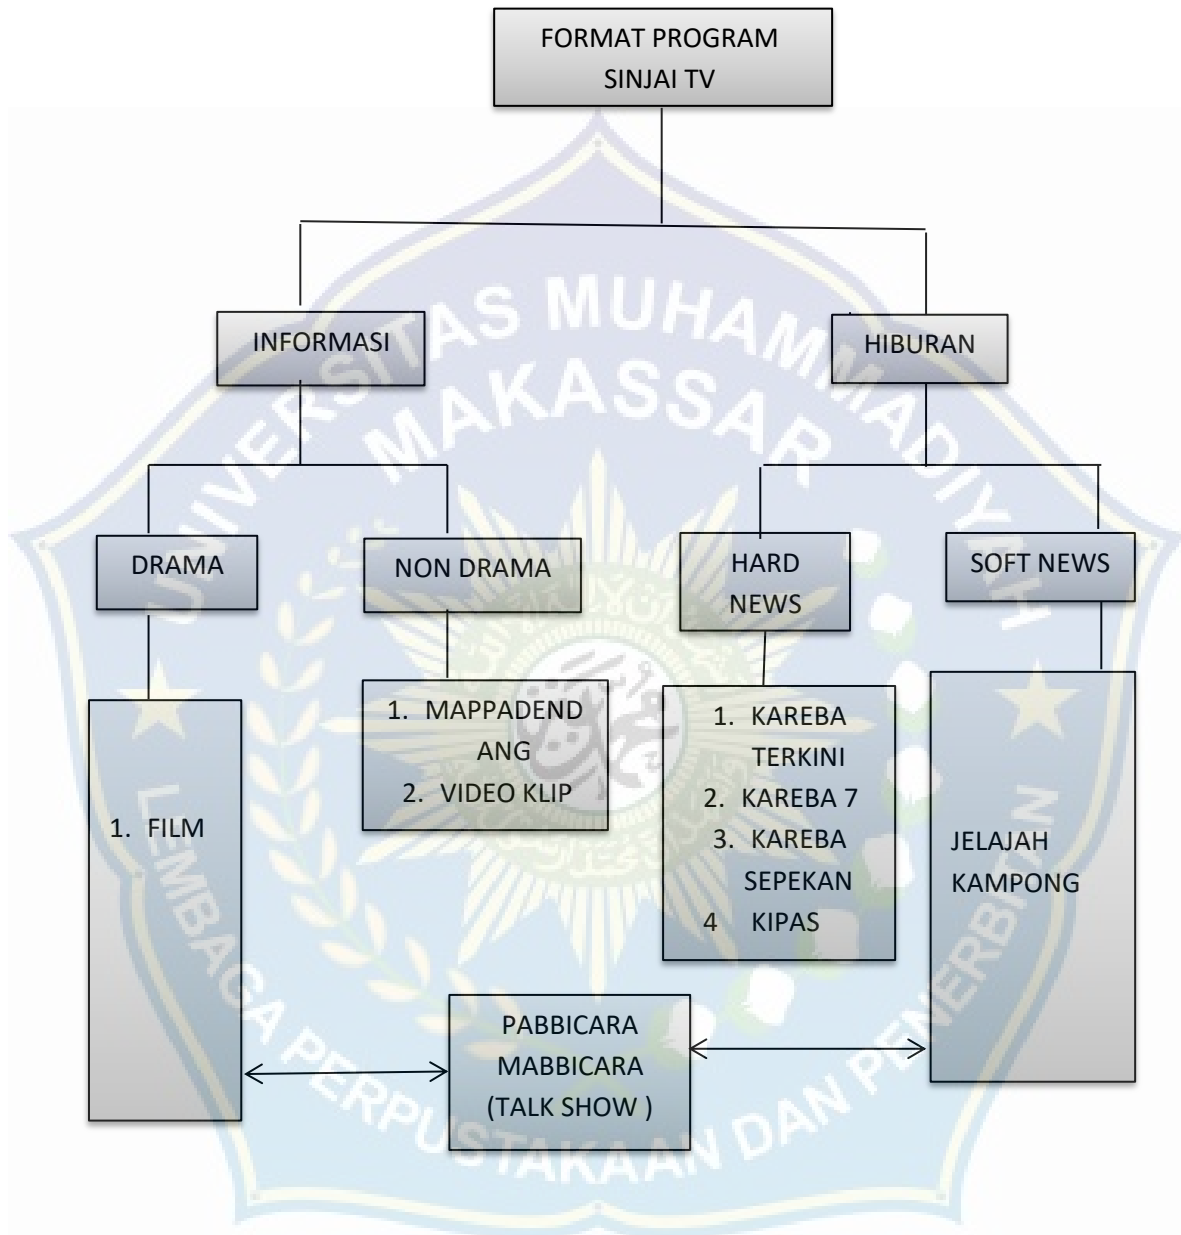 FORMAT PROGRAM
SINJAI TV
INFORMASI
HIBURAN
DRAMA
NON DRAMA
HARD
NEWS
SOFT NEWS
1. FILM
1. MAPPADEND
ANG
2. VIDEO KLIP
1. KAREBA
TERKINI
2. KAREBA 7
3. KAREBA
SEPEKAN
4 KIPAS
JELAJAH
KAMPONG
PABBICARA
MABBICARA
(TALK SHOW )
UNIVERSITAS MUHAMMADIYAH
MAKASSAR
LEMBAGA PERPUSTAKAAN DAN PENERBITAN